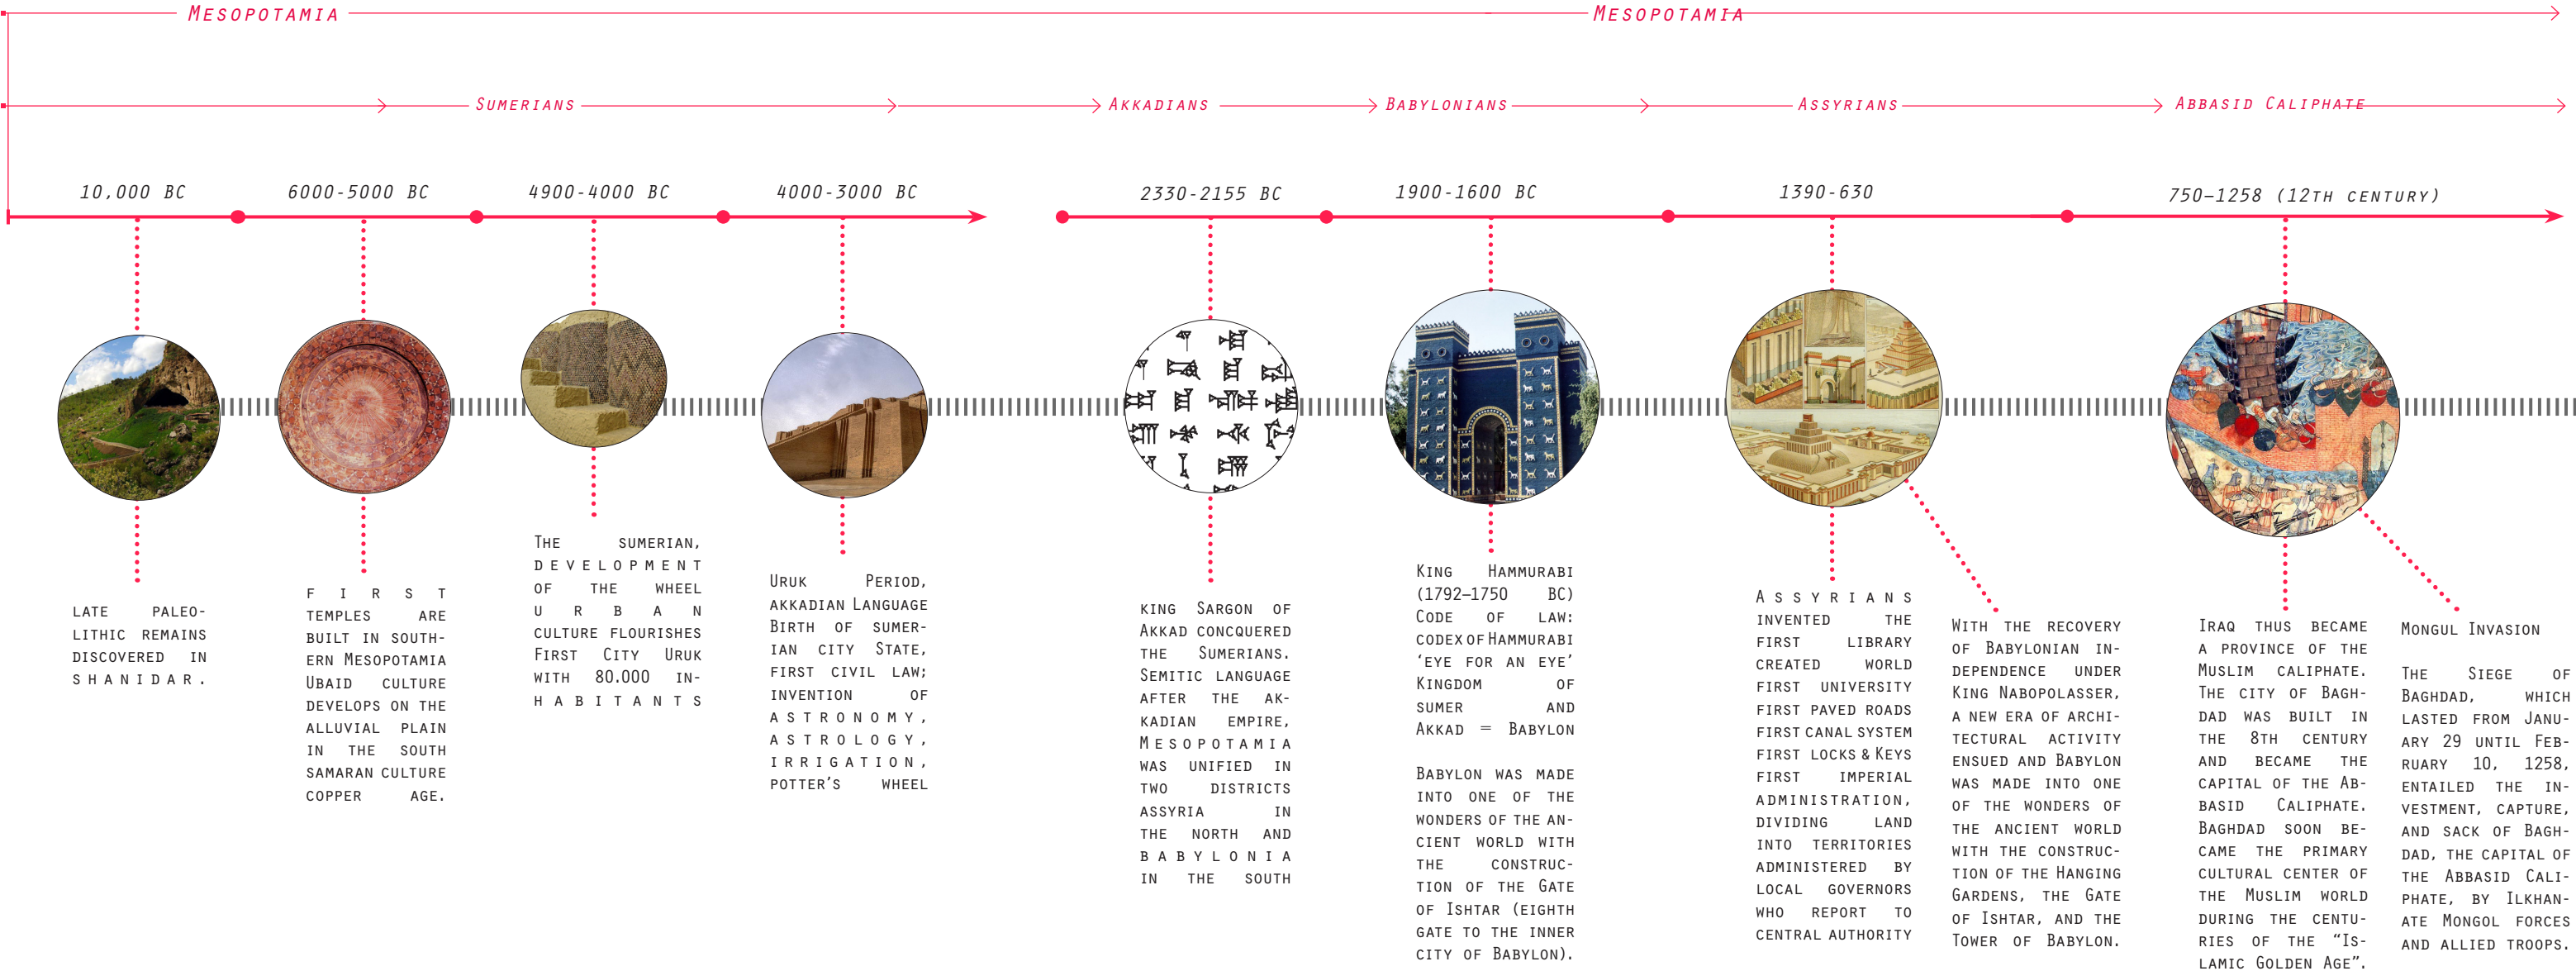 Mesopotamia
Mesopotamia
Sumerians
Akkadians
Babylonians
Assyrians
Abbasid Caliphate
10,000 BC
6000-5000 BC
4900-4000 BC
4000-3000 BC
2330-2155 BC
1900-1600 BC
1390-630
750–1258 (12th century)
late paleo-
lithic remains
discovered in
shanidar.
first
temples are
built in south-
ern Mesopotamia
Ubaid culture
develops on the
alluvial plain
in the south
samaran culture
copper age.
The sumerian,
development
of the wheel
urban
culture flourishes
First City Uruk
with 80.000 in-
habitants
Uruk Period,
akkadian Language
Birth of sumer-
ian city State,
first civil law;
invention of
astronomy,
astrology,
irrigation,
potter’s wheel
king Sargon of
Akkad concquered
the Sumerians.
Semitic language
after the ak-
kadian empire,
Mesopotamia
was unified in
two districts
assyria in
the north and
babylonia
in the south
King Hammurabi
(1792–1750 BC)
Code of law:
codex of Hammurabi
‘eye for an eye’
Kingdom of
sumer and
Akkad = Babylon
Babylon was made
into one of the
wonders of the an-
cient world with
the construc-
tion of the Gate
of Ishtar (eighth
gate to the inner
city of Babylon).
Assyrians
invented the
first library
created world
first university
first paved roads
first canal system
first locks & Keys
first imperial
administration,
dividing land
into territories
administered by
local governors
who report to
central authority
With the recovery
of Babylonian in-
dependence under
King Nabopolasser,
a new era of archi-
tectural activity
ensued and Babylon
was made into one
of the wonders of
the ancient world
with the construc-
tion of the Hanging
Gardens, the Gate
of Ishtar, and the
Tower of Babylon.
Iraq thus became
a province of the
Muslim caliphate.
The city of Bagh-
dad was built in
the 8th century
and became the
capital of the Ab-
basid Caliphate.
Baghdad soon be-
came the primary
cultural center of
the Muslim world
during the centu-
ries of the “Is-
lamic Golden Age”.
Mongul Invasion
The Siege of
Baghdad, which
lasted from Janu-
ary 29 until Feb-
ruary 10, 1258,
entailed the in-
vestment, capture,
and sack of Bagh-
dad, the capital of
the Abbasid Cali-
phate, by Ilkhan-
ate Mongol forces
and allied troops.